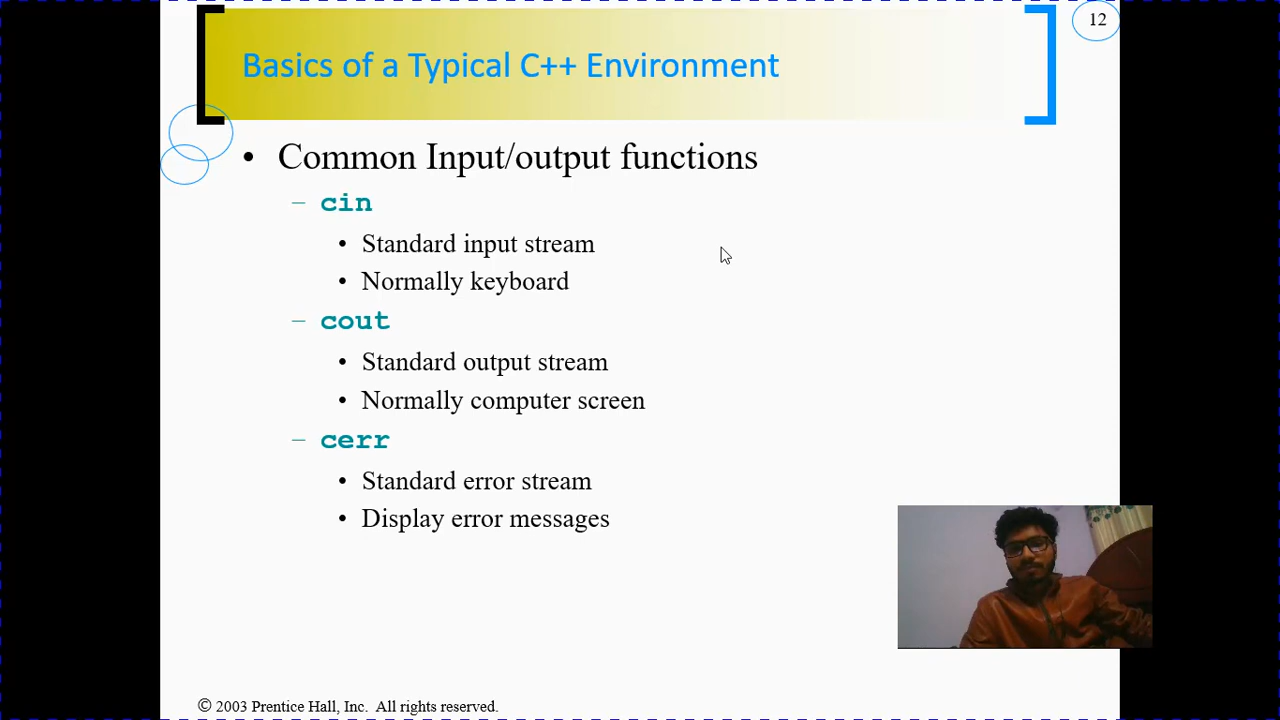 12
Basics of a Typical C++ Environment
• Common Input/output functions
– cin
• Standard input stream
• Normally keyboard
– cout
• Standard output stream
• Normally computer screen
– cerr
• Standard error stream
• Display error messages
© 2003 Prentice Hall, Inc. All rights reserved.